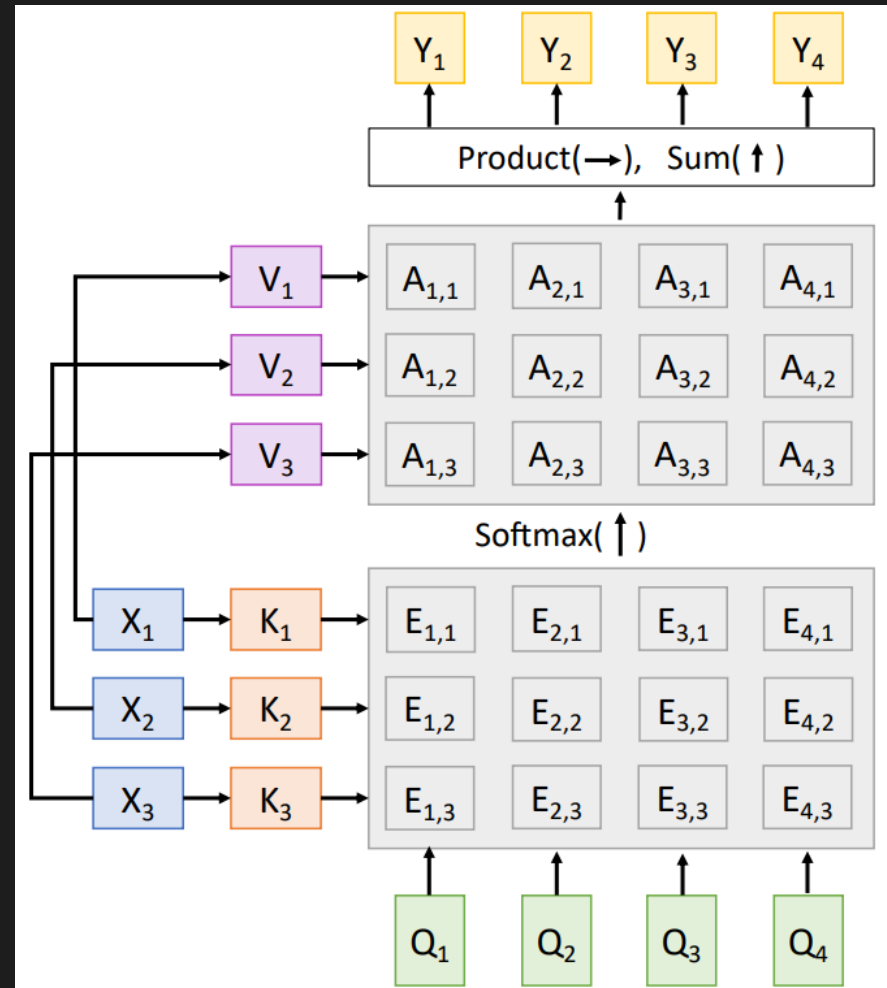 Y1 Y2 Y3 Y4
Product(→), Sum(↑)
V1 A1,1 A2,1 A3,1 A4,1
V2 A1,2 A2,2 A3,2 A4,2
V3 A1,3 A2,3 A3,3 A4,3
Softmax(↑)
X1 K1 E1,1 E2,1 E3,1 E4,1
X2 K2 E1,2 E2,2 E3,2 E4,2
X3 K3 E1,3 E2,3 E3,3 E4,3
Q1 Q2 Q3 Q4